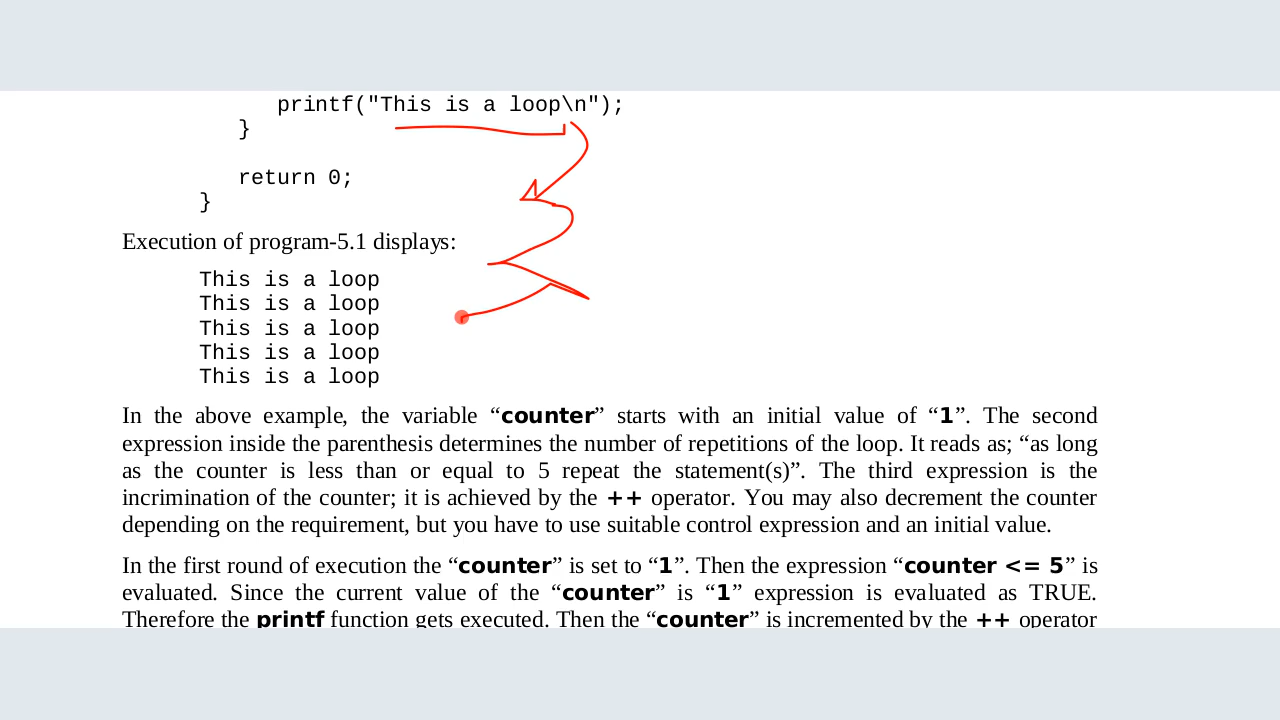 printf("This is a loop\n");
}
return 0;
}
Execution of program-5.1 displays:
This is a loop
This is a loop
This is a loop
This is a loop
This is a loop
In the above example, the variable “counter” starts with an initial value of “1”. The second
expression inside the parenthesis determines the number of repetitions of the loop. It reads as; “as long
as the counter is less than or equal to 5 repeat the statement(s)”. The third expression is the
incrimination of the counter; it is achieved by the ++ operator. You may also decrement the counter
depending on the requirement, but you have to use suitable control expression and an initial value.
In the first round of execution the “counter” is set to “1”. Then the expression “counter <= 5” is
evaluated. Since the current value of the “counter” is “1” expression is evaluated as TRUE.
Therefore the printf function gets executed. Then the “counter” is incremented by the ++ operator